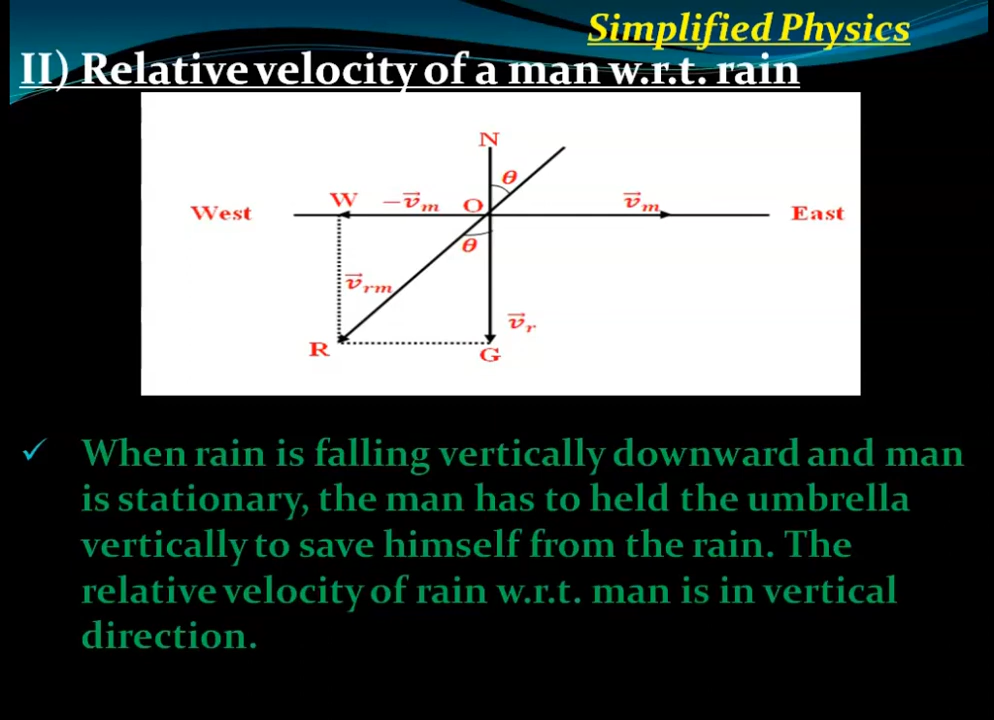 Simplified Physics
II) Relative velocity of a man w.r.t. rain
N
θ
West W −v⃗m O v⃗m East
θ
v⃗rm
v⃗r
R G
✓ When rain is falling vertically downward and man
is stationary, the man has to held the umbrella
vertically to save himself from the rain. The
relative velocity of rain w.r.t. man is in vertical
direction.